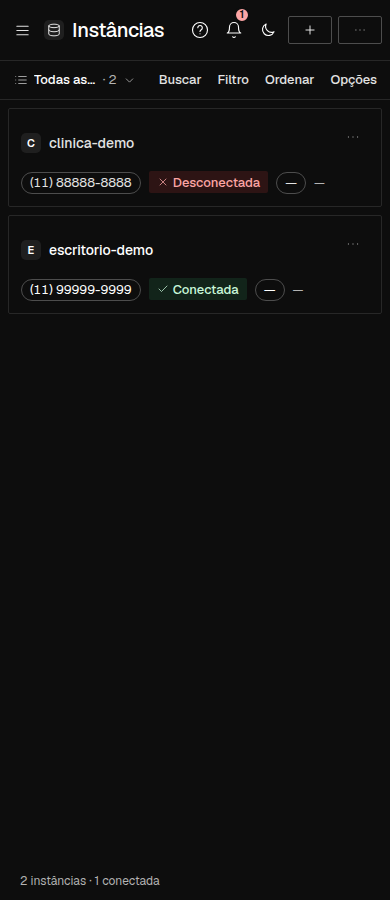 Instâncias 1 + ···
Todas as... · 2 Buscar Filtro Ordenar Opções
C clinica-demo ···
(11) 88888-8888 Desconectada — —
E escritorio-demo ···
(11) 99999-9999 Conectada — —
2 instâncias · 1 conectada